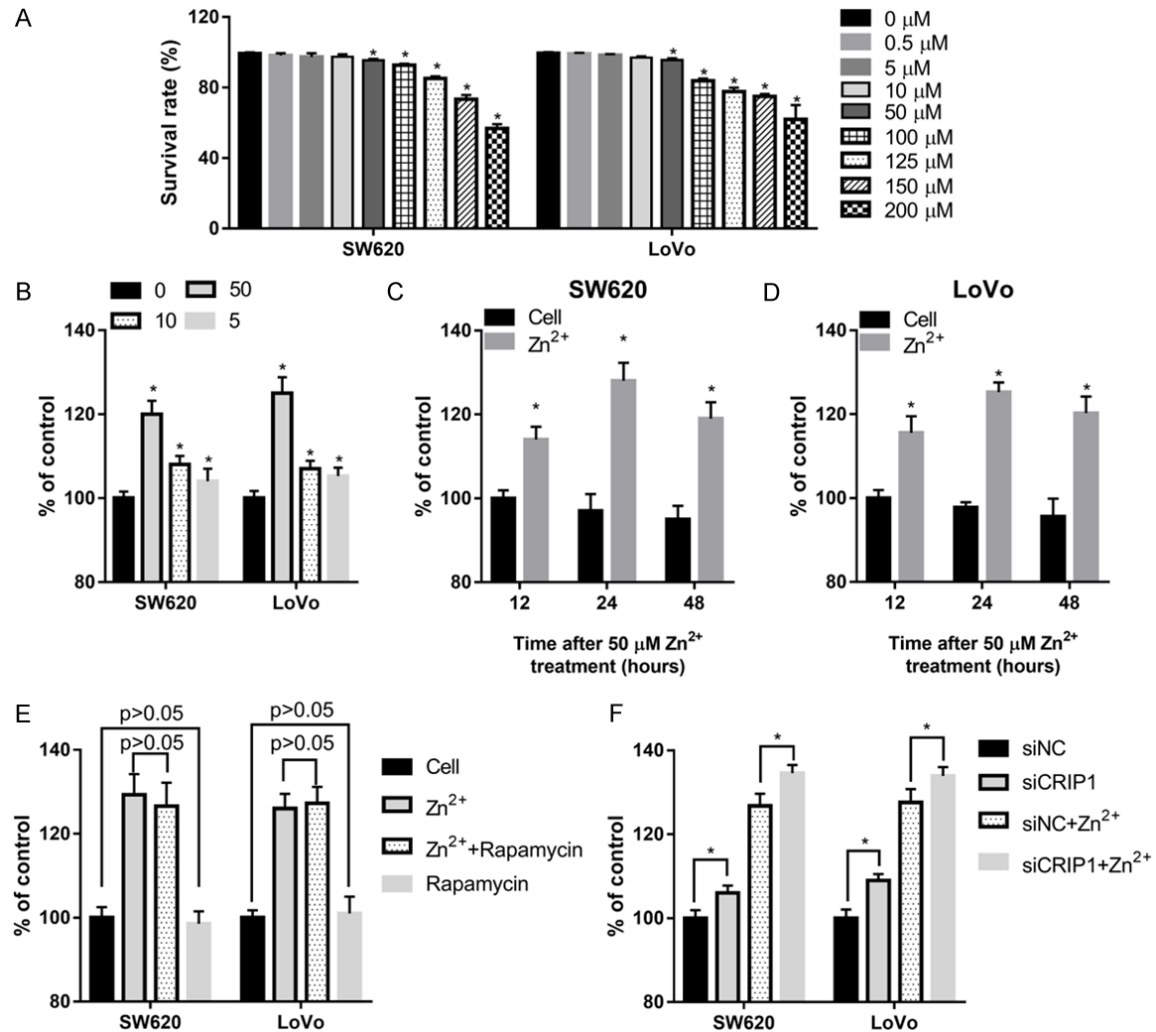 A
120
80
40
0
Survival rate (%)
* * * * *
* * * * *
SW620
LoVo
0 μM
0.5 μM
5 μM
10 μM
50 μM
100 μM
125 μM
150 μM
200 μM
B
0
50
10
5
140
120
100
80
% of control
* * *
* * *
SW620
LoVo
C
SW620
Cell
Zn²⁺
140
120
100
80
% of control
* * *
12
24
48
Time after 50 μM Zn²⁺
treatment (hours)
D
LoVo
Cell
Zn²⁺
140
120
100
80
% of control
* * *
12
24
48
Time after 50 μM Zn²⁺
treatment (hours)
E
p>0.05
p>0.05
p>0.05
p>0.05
140
120
100
80
% of control
SW620
LoVo
Cell
Zn²⁺
Zn²⁺+Rapamycin
Rapamycin
F
140
120
100
80
% of control
* *
* *
SW620
LoVo
siNC
siCRIP1
siNC+Zn²⁺
siCRIP1+Zn²⁺